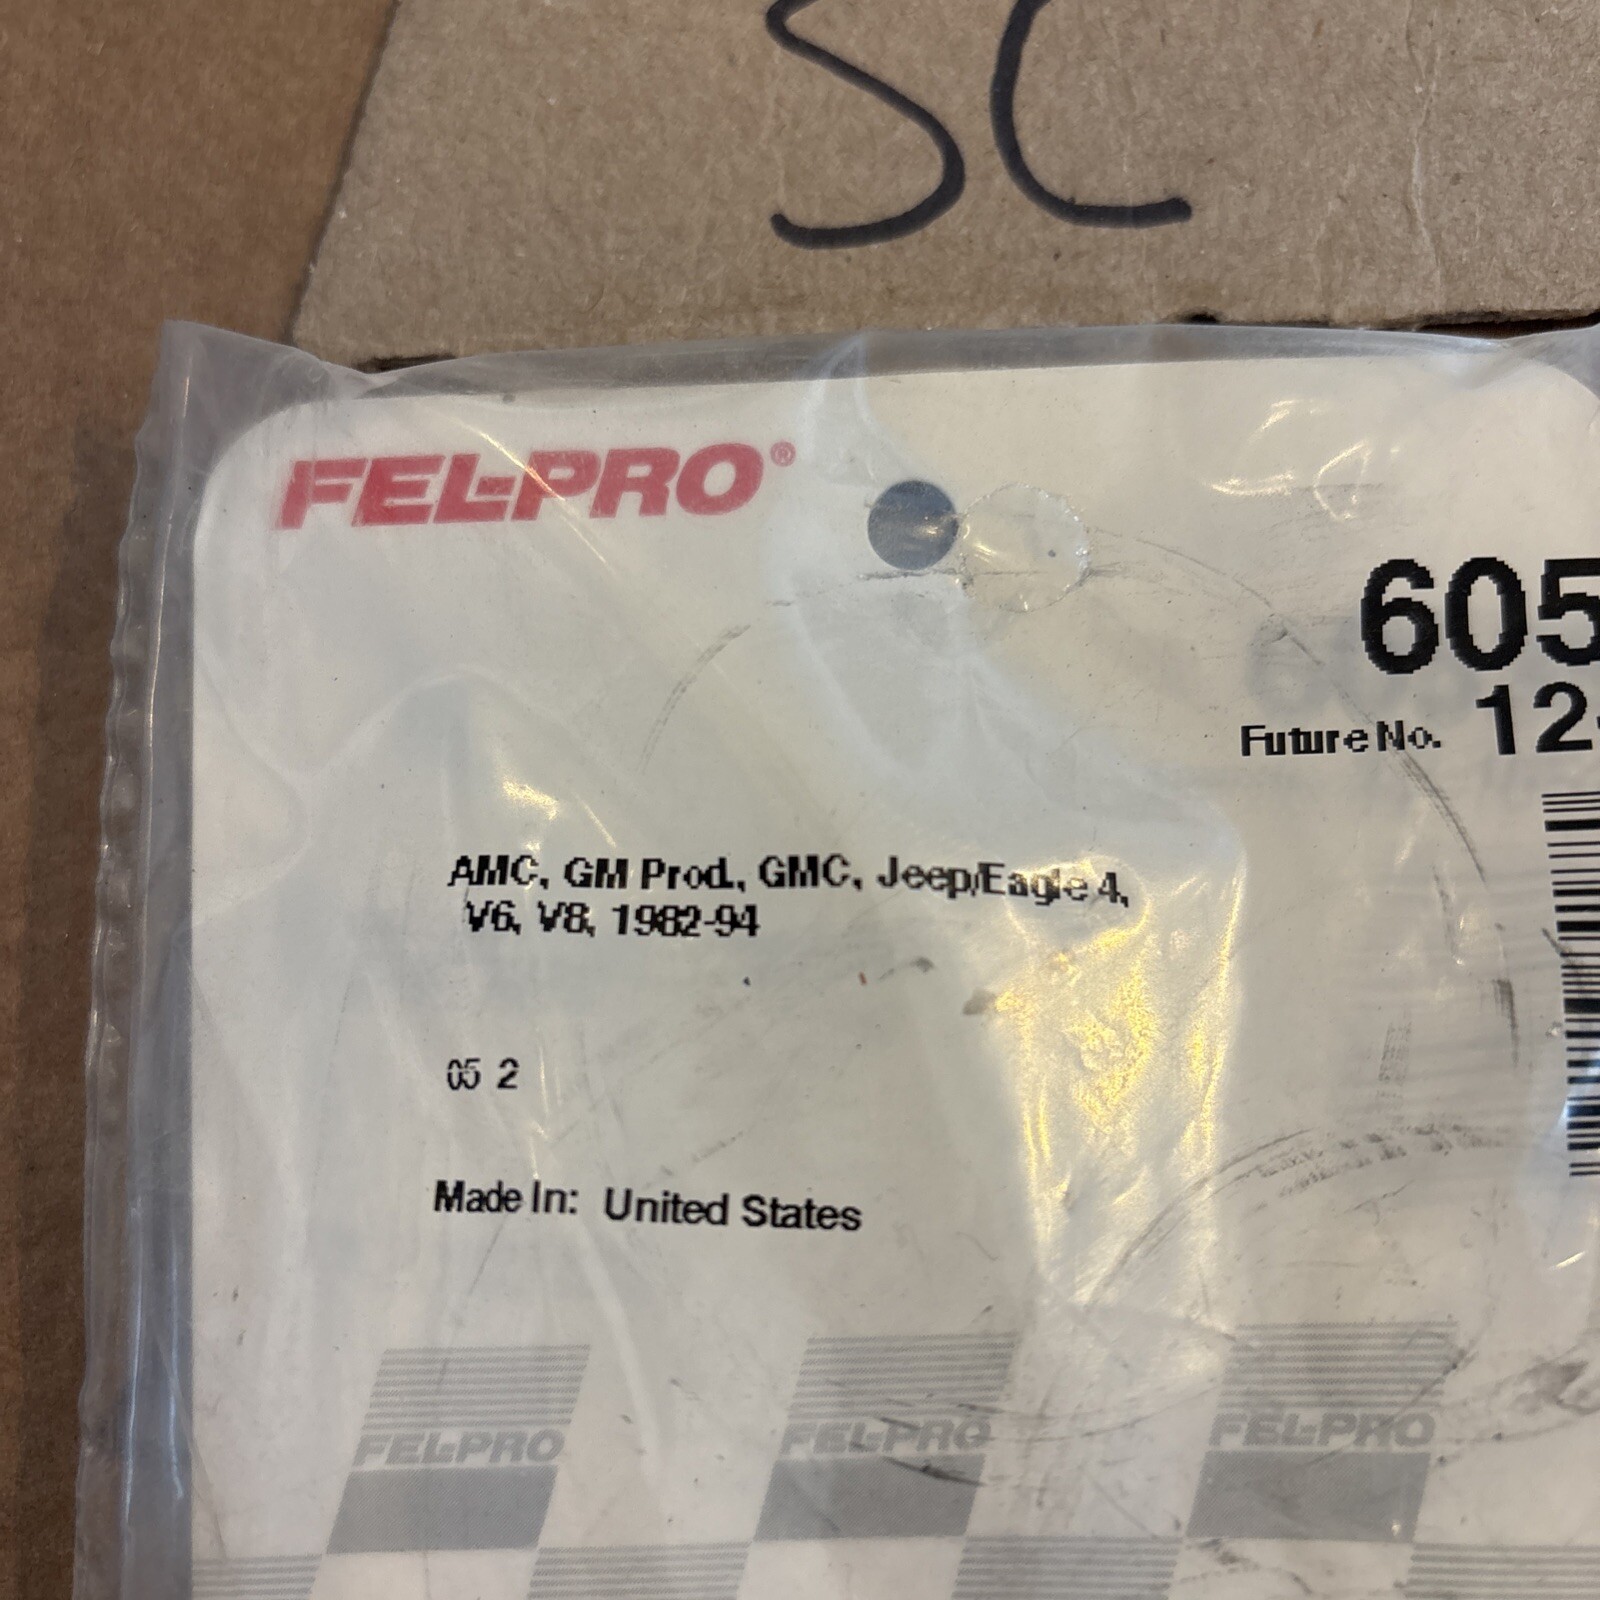 SC
FEL-PRO®
605
Future No. 12-
AMC, GM Prod., GMC, Jeep/Eagle 4,
V6, V8, 1982-94
05 2
Made In: United States
FEL-PRO FEL-PRO FEL-PRO